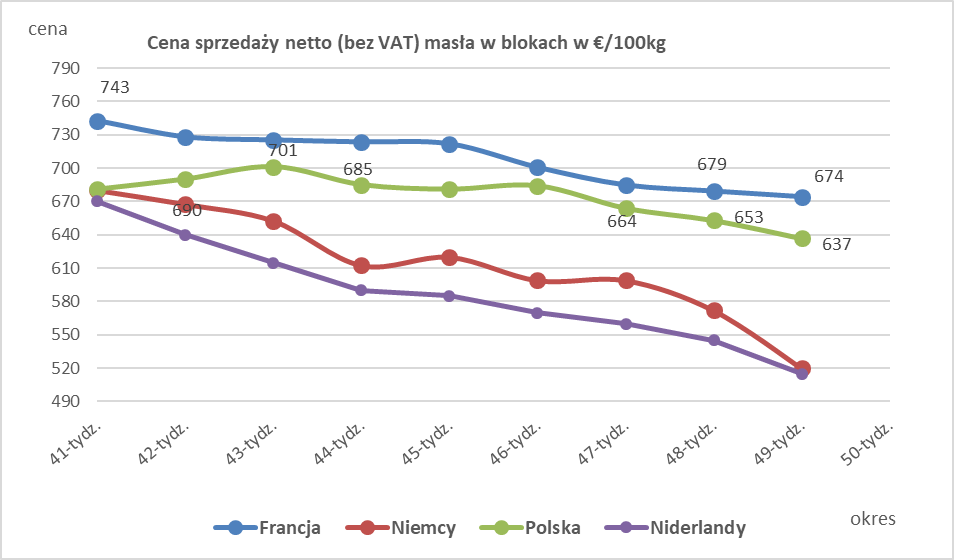 cena
Cena sprzedaży netto (bez VAT) masła w blokach w €/100kg
790
760
730
700
670
640
610
580
550
520
490
743
701
685
690
679
674
664
653
637
41-tydz.
42-tydz.
43-tydz.
44-tydz.
45-tydz.
46-tydz.
47-tydz.
48-tydz.
49-tydz.
50-tydz.
okres
Francja Niemcy Polska Niderlandy